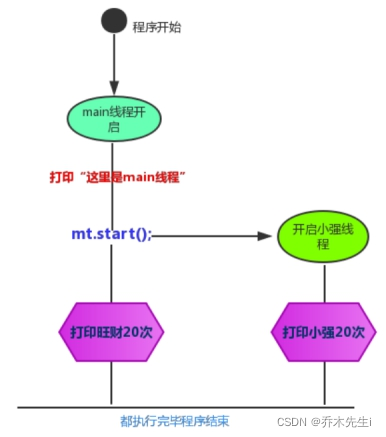 程序开始
main线程开
启
打印“这里是main线程”
mt.start();
开启小强线
程
打印旺财20次
打印小强20次
都执行完毕程序结束
CSDN @乔木先生i